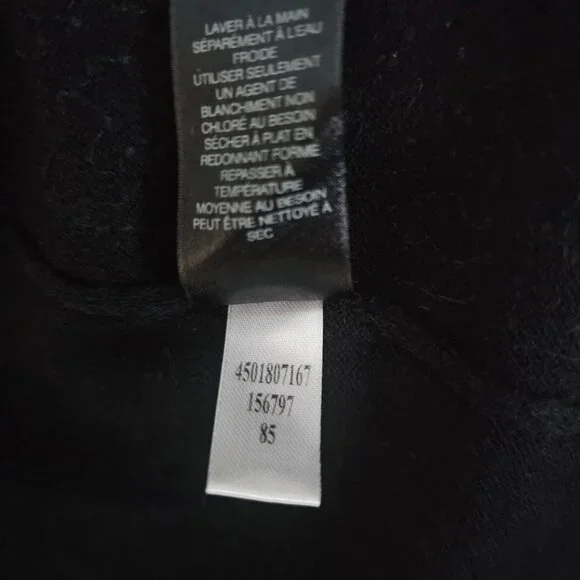 LAVER À LA MAIN
SÉPARÉMENT À L'EAU
FROIDE
UTILISER SEULEMENT
UN AGENT DE
BLANCHIMENT NON
CHLORÉ AU BESOIN
SÉCHER À PLAT EN
REDONNANT FORME
REPASSER À
TEMPÉRATURE
MOYENNE AU BESOIN
PEUT ÊTRE NETTOYÉ À
SEC
4501807167
156797
85